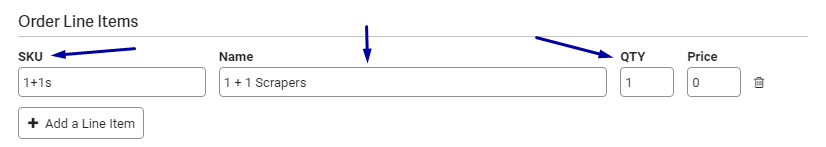 Order Line Items
SKU Name QTY Price
1+1s 1 + 1 Scrapers 1 0
+ Add a Line Item